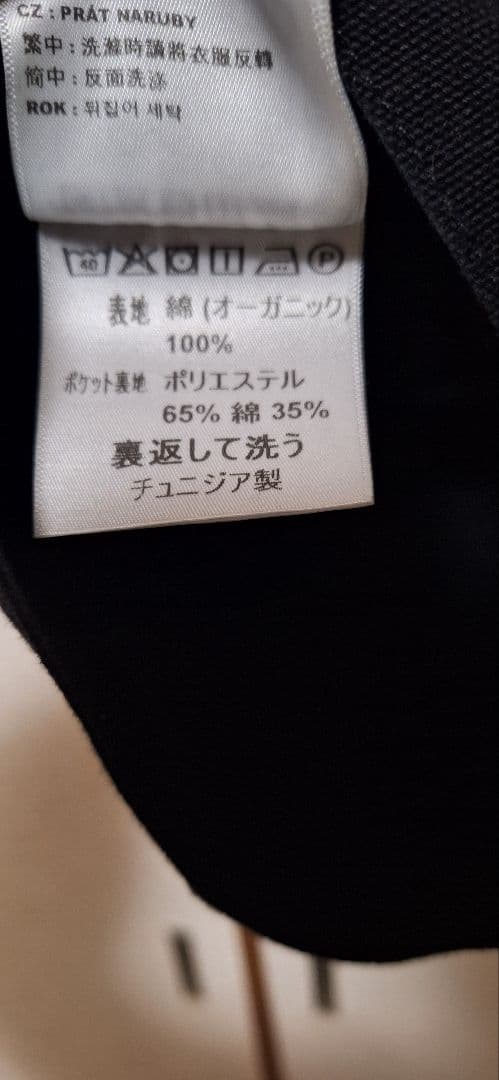 CZ : PRÁT NARUBY
繁中 : 洗滌時請將衣服反轉
简中 : 反面洗涤
ROK : 뒤집어 세탁
40 P
表地 綿 (オーガニック)
100%
ポケット裏地 ポリエステル
65% 綿 35%
裏返して洗う
チュニジア製